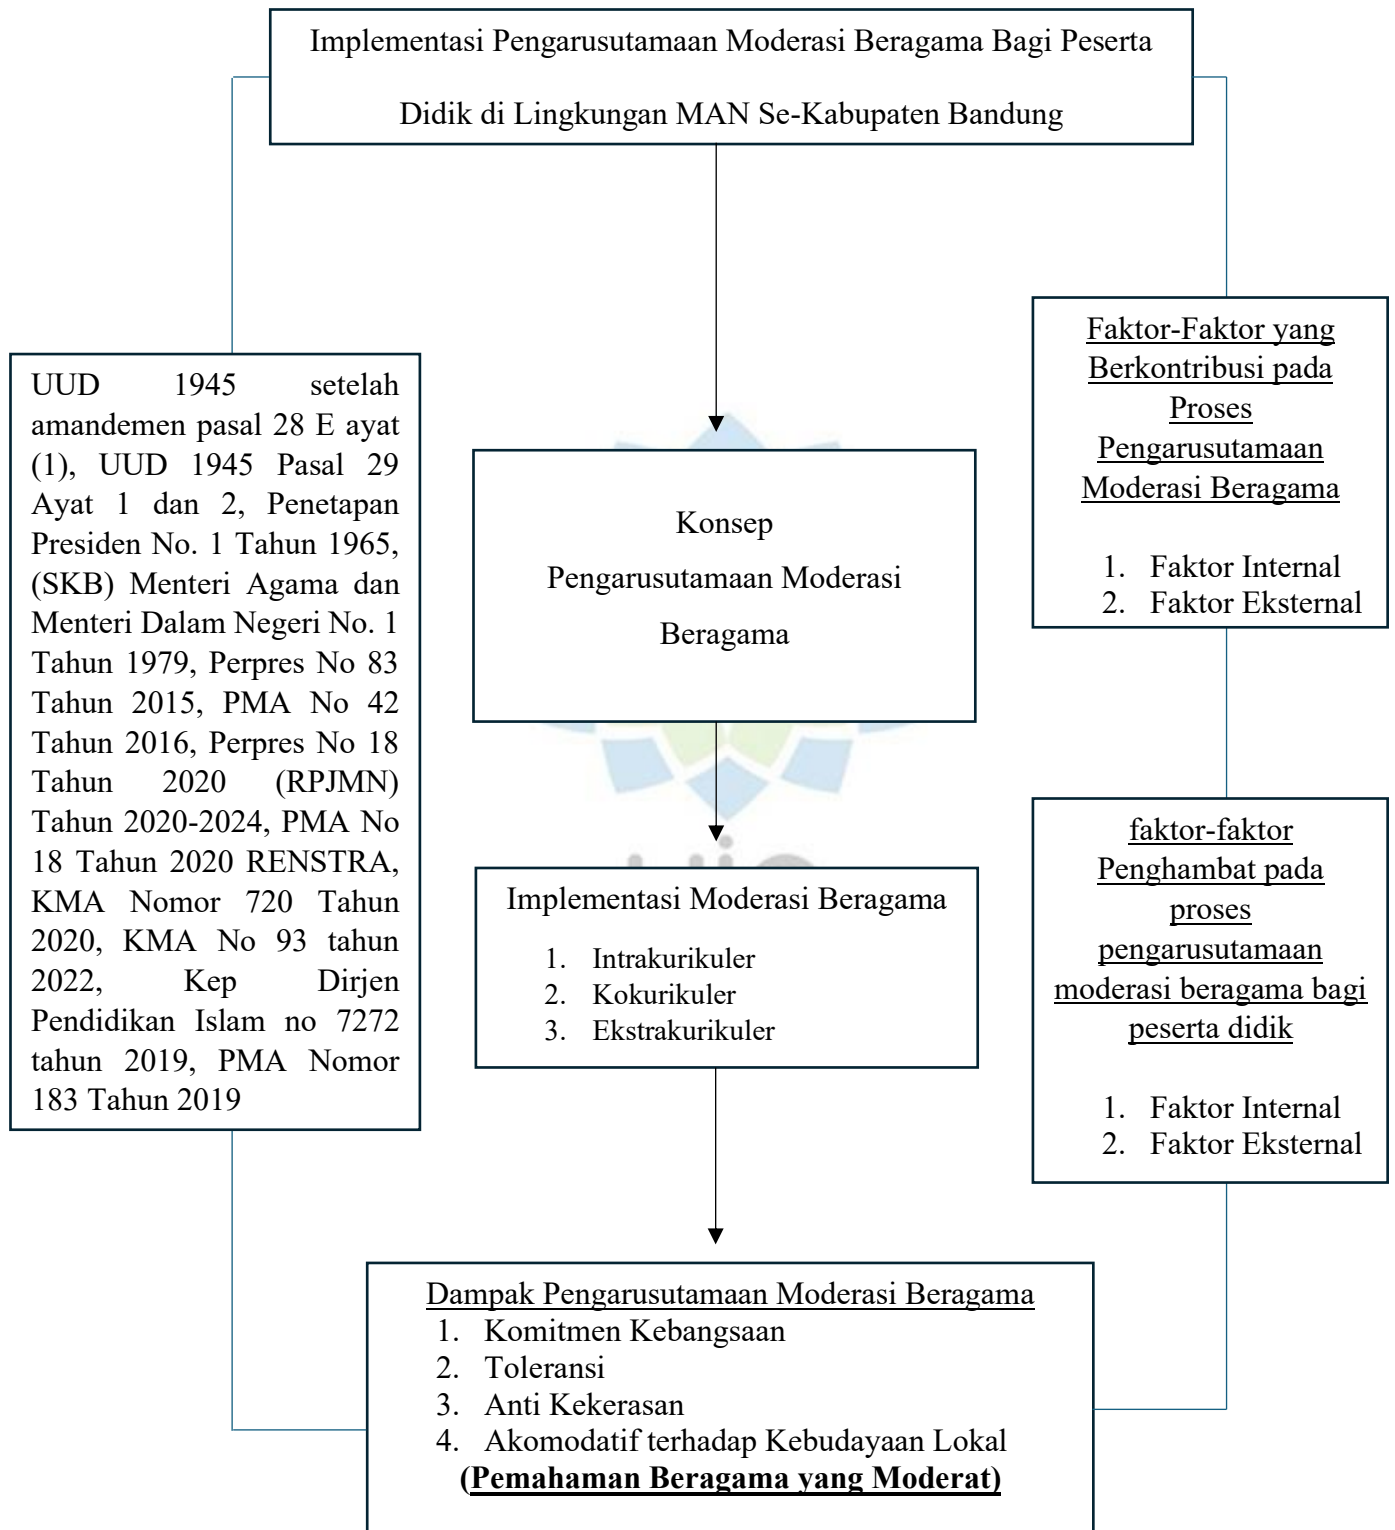 Implementasi Pengarusutamaan Moderasi Beragama Bagi Peserta
Didik di Lingkungan MAN Se-Kabupaten Bandung
UUD 1945 setelah
amandemen pasal 28 E ayat
(1), UUD 1945 Pasal 29
Ayat 1 dan 2, Penetapan
Presiden No. 1 Tahun 1965,
(SKB) Menteri Agama dan
Menteri Dalam Negeri No. 1
Tahun 1979, Perpres No 83
Tahun 2015, PMA No 42
Tahun 2016, Perpres No 18
Tahun 2020 (RPJMN)
Tahun 2020-2024, PMA No
18 Tahun 2020 RENSTRA,
KMA Nomor 720 Tahun
2020, KMA No 93 tahun
2022, Kep Dirjen
Pendidikan Islam no 7272
tahun 2019, PMA Nomor
183 Tahun 2019
Konsep
Pengarusutamaan Moderasi
Beragama
Implementasi Moderasi Beragama
1. Intrakurikuler
2. Kokurikuler
3. Ekstrakurikuler
Faktor-Faktor yang
Berkontribusi pada
Proses
Pengarusutamaan
Moderasi Beragama
1. Faktor Internal
2. Faktor Eksternal
faktor-faktor
Penghambat pada
proses
pengarusutamaan
moderasi beragama bagi
peserta didik
1. Faktor Internal
2. Faktor Eksternal
Dampak Pengarusutamaan Moderasi Beragama
1. Komitmen Kebangsaan
2. Toleransi
3. Anti Kekerasan
4. Akomodatif terhadap Kebudayaan Lokal
(Pemahaman Beragama yang Moderat)